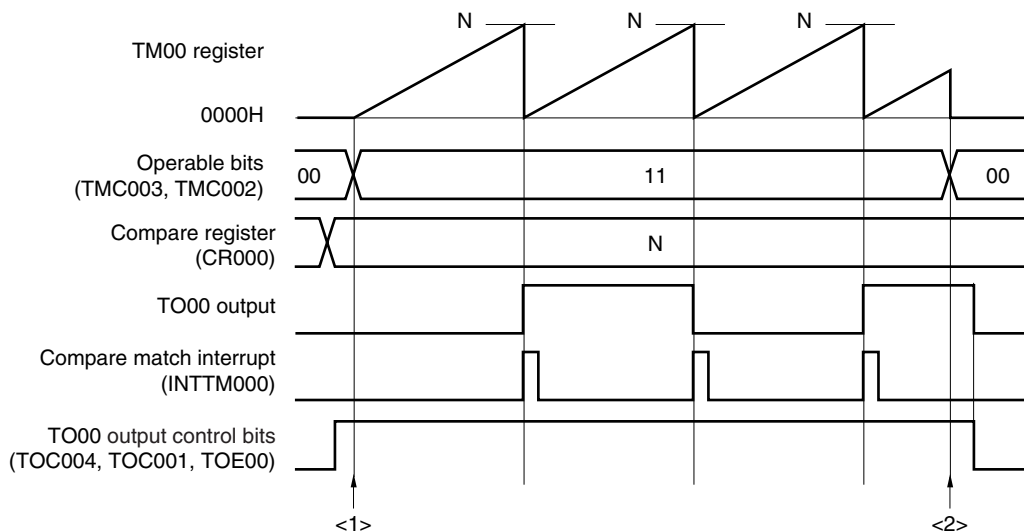 N N N
TM00 register
0000H
Operable bits
(TMC003, TMC002)
00 11 00
Compare register
(CR000)
N
TO00 output
Compare match interrupt
(INTTM000)
TO00 output control bits
(TOC004, TOC001, TOE00)
<1> <2>